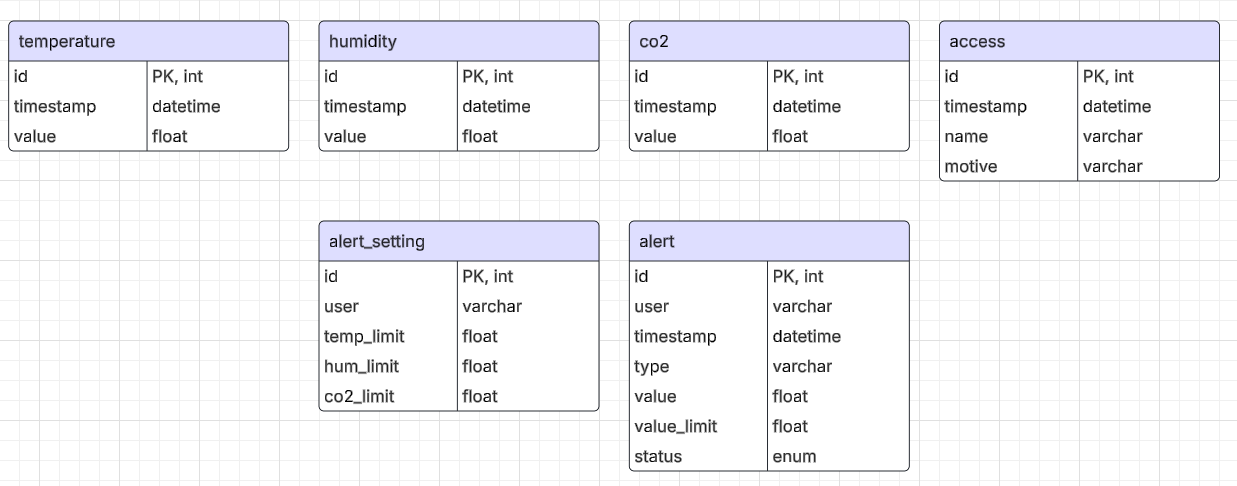 temperature
id PK, int
timestamp datetime
value float
humidity
id PK, int
timestamp datetime
value float
co2
id PK, int
timestamp datetime
value float
access
id PK, int
timestamp datetime
name varchar
motive varchar
alert_setting
id PK, int
user varchar
temp_limit float
hum_limit float
co2_limit float
alert
id PK, int
user varchar
timestamp datetime
type varchar
value float
value_limit float
status enum